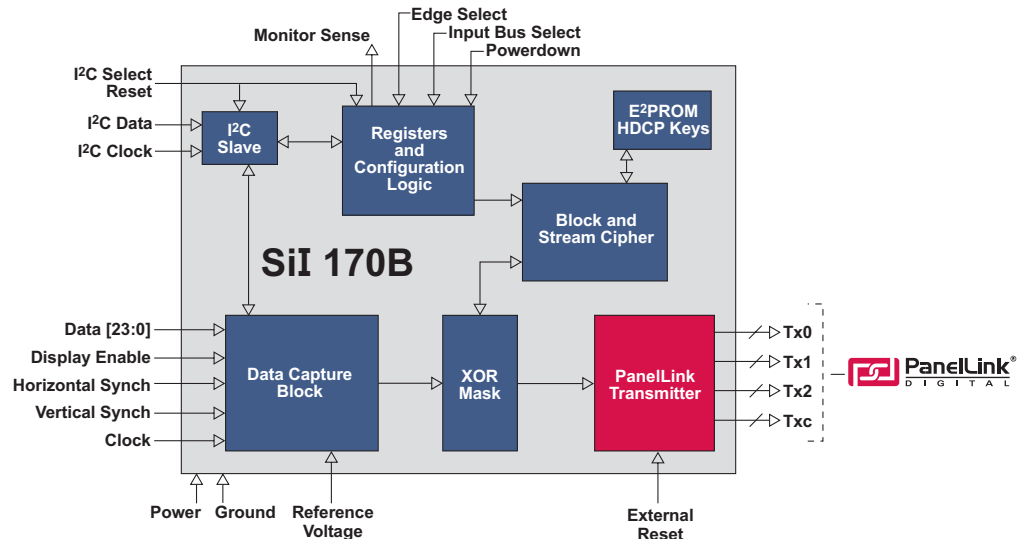 Edge Select
Monitor Sense
Input Bus Select
Powerdown
I²C Select
Reset
I²C Data
I²C Clock
I²C
Slave
Registers
and
Configuration
Logic
E²PROM
HDCP Keys
Block and
Stream Cipher
SiI 170B
Data [23:0]
Display Enable
Horizontal Synch
Vertical Synch
Clock
Data Capture
Block
XOR
Mask
PanelLink
Transmitter
Tx0
Tx1
Tx2
Txc
PanelLink®
DIGITAL
Power
Ground
Reference
Voltage
External
Reset